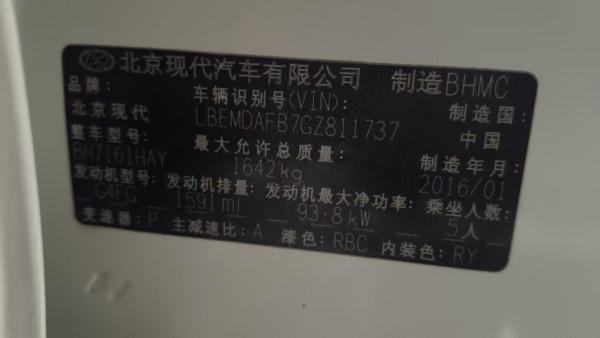 北京现代汽车有限公司 制造BHMC
品牌: 车辆识别号(VIN): 制造国:
北京现代 LBEMDAFB7GZ811737 中国
整车型号: 最大允许总质量: 制造年月:
BH7161HAY 1642kg 2016/01
发动机型号: 发动机排量: 发动机最大净功率: 乘坐人数:
G4FG 1591ml 93.8kW 5人
变速器: P 主减速比: A 漆色: RBC 内装色: RY